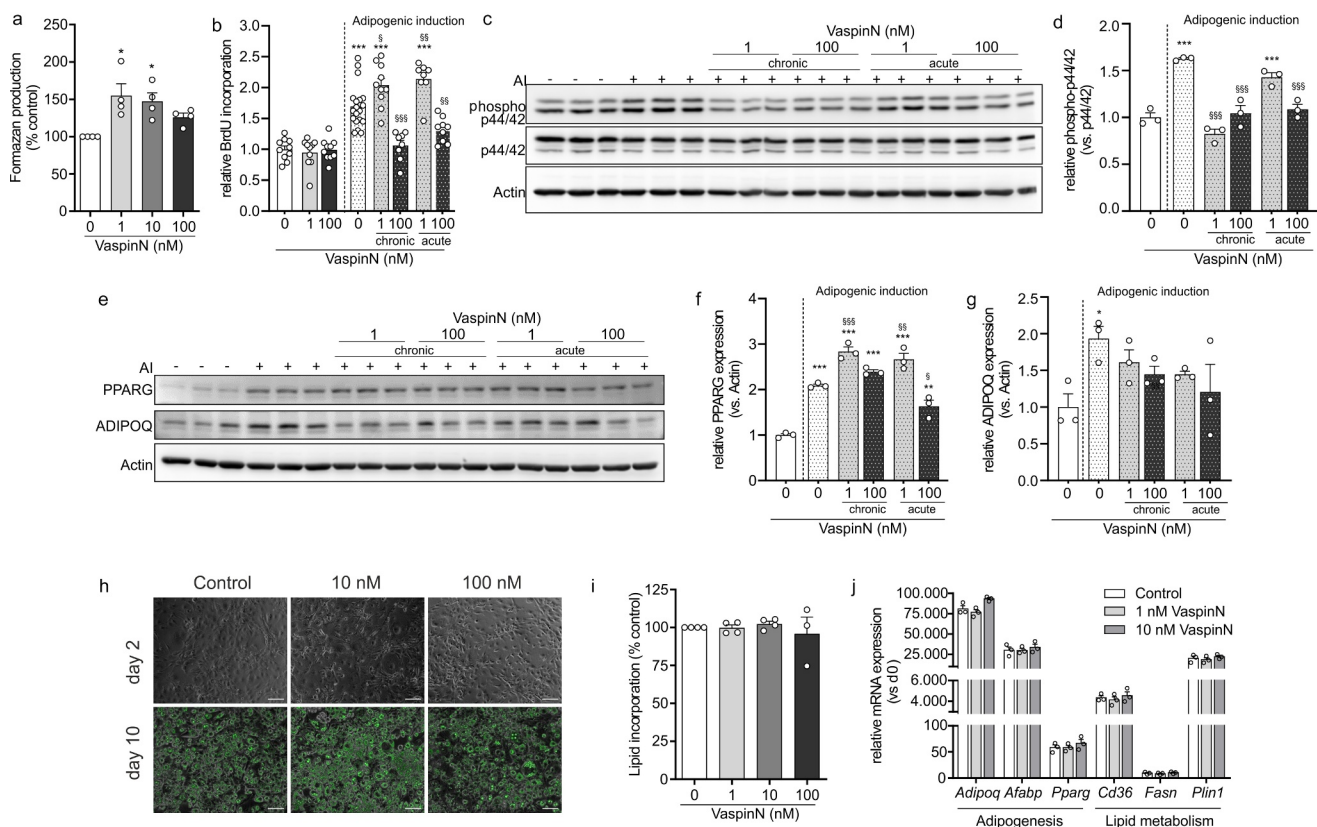 a
Formazan production
(% control)
250
200
150
100
50
0
*
*
0 1 10 100
VaspinN (nM)
b
Adipogenic induction
relative BrdU incorporation
3.0
2.5
2.0
1.5
1.0
0.5
0.0
***
§
***
§§§
§§
***
§§
0 1 100 0 1 100 1 100
chronic acute
VaspinN (nM)
c
VaspinN (nM)
1 100 1 100
chronic acute
AI - - - + + + + + + + + + + + + + + +
phospho
p44/42
p44/42
Actin
d
Adipogenic induction
relative phospho-p44/42
(vs. p44/42)
2.0
1.5
1.0
0.5
0.0
***
§§§
§§§
***
§§§
0 0 1 100 1 100
chronic acute
VaspinN (nM)
e
VaspinN (nM)
1 100 1 100
chronic acute
AI - - - + + + + + + + + + + + + + + +
PPARG
ADIPOQ
Actin
f
Adipogenic induction
relative PPARG expression
(vs. Actin)
4
3
2
1
0
***
§§§
***
***
§§
***
§
**
0 0 1 100 1 100
chronic acute
VaspinN (nM)
g
Adipogenic induction
relative ADIPOQ expression
(vs. Actin)
2.5
2.0
1.5
1.0
0.5
0.0
*
0 0 1 100 1 100
chronic acute
VaspinN (nM)
h
Control 10 nM 100 nM
day 2
day 10
i
Lipid incorporation (% control)
125
100
75
50
25
0
0 1 10 100
VaspinN (nM)
j
Control
1 nM VaspinN
10 nM VaspinN
relative mRNA expression
(vs d0)
100.000
75.000
50.000
25.000
6.000
4.000
100
50
0
Adipoq Afabp Pparg Cd36 Fasn Plin1
Adipogenesis Lipid metabolism